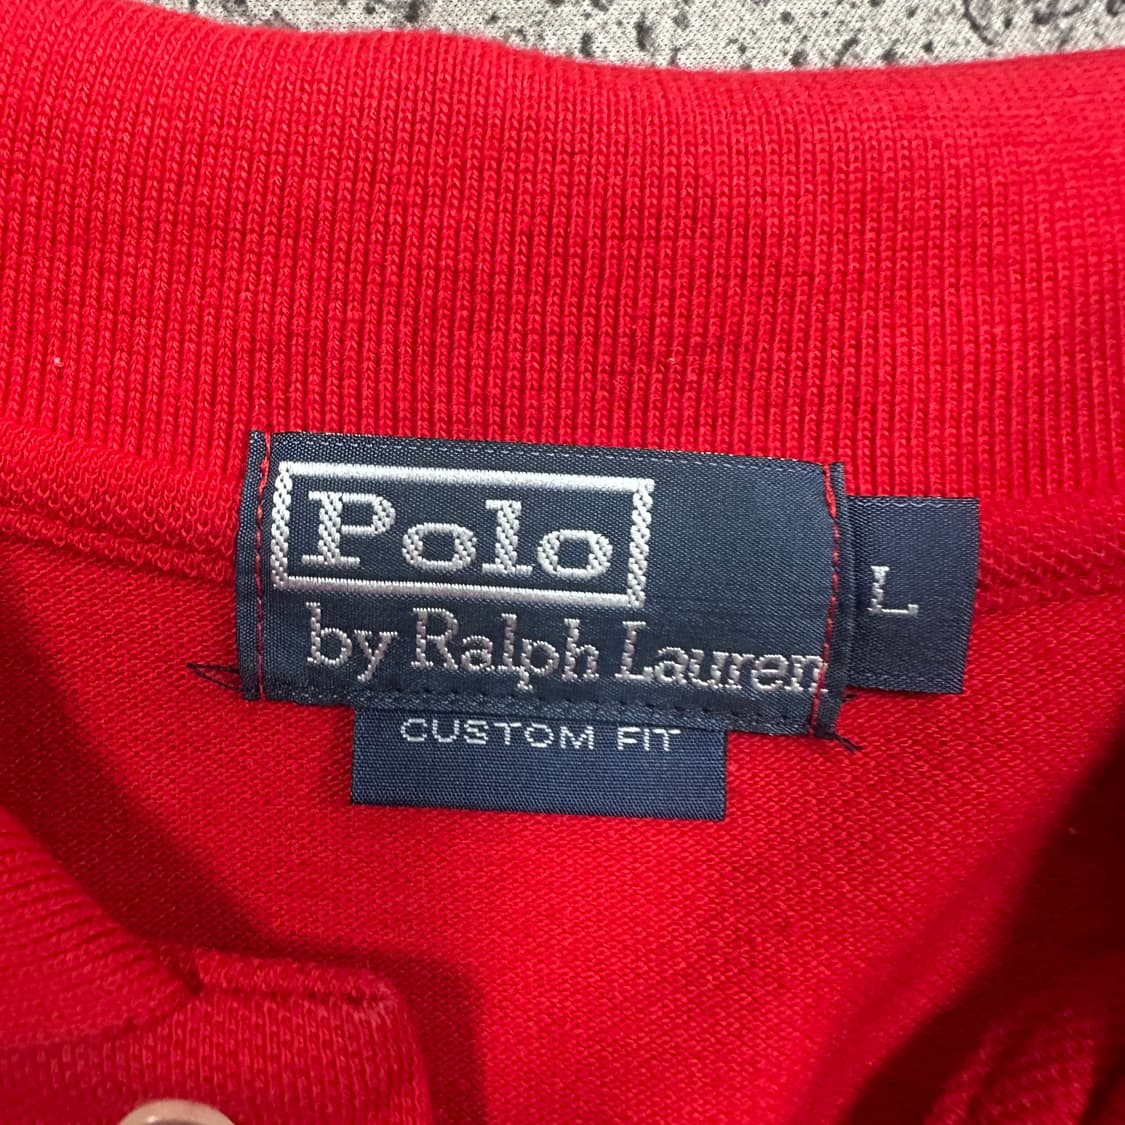 Polo
by Ralph Lauren
L
CUSTOM FIT